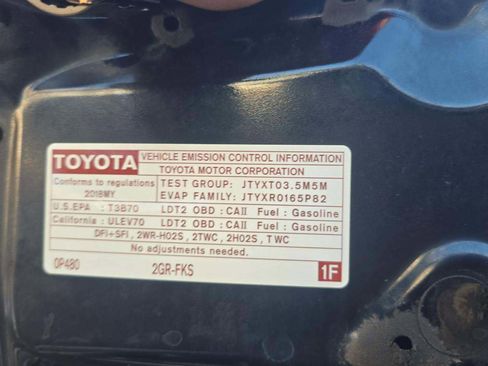 TOYOTA
VEHICLE EMISSION CONTROL INFORMATION
TOYOTA MOTOR CORPORATION
Conforms to regulations
2018MY
TEST GROUP: JTYXT03.5M5M
EVAP FAMILY: JTYXR0165P82
U.S.EPA : T3B70 LDT2 OBD : CAII Fuel : Gasoline
California : ULEV70 LDT2 OBD : CAII Fuel : Gasoline
DFI+SFI, 2WR-HO2S, 2TWC, 2HO2S, TWC
No adjustments needed.
0P480 2GR-FKS 1F